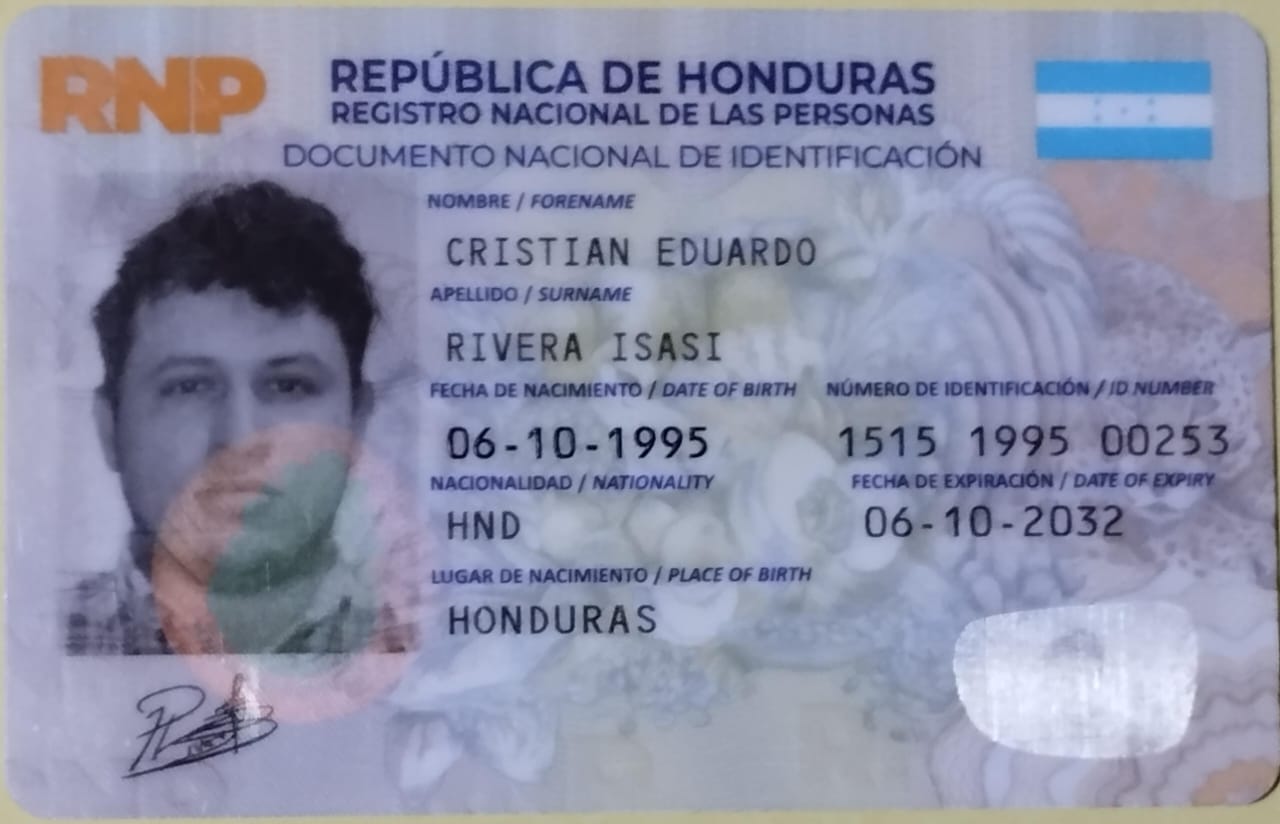 RNP
REPÚBLICA DE HONDURAS
REGISTRO NACIONAL DE LAS PERSONAS
DOCUMENTO NACIONAL DE IDENTIFICACIÓN
NOMBRE / FORENAME
CRISTIAN EDUARDO
APELLIDO / SURNAME
RIVERA ISASI
FECHA DE NACIMIENTO / DATE OF BIRTH NÚMERO DE IDENTIFICACIÓN / ID NUMBER
06-10-1995 1515 1995 00253
NACIONALIDAD / NATIONALITY FECHA DE EXPIRACIÓN / DATE OF EXPIRY
HND 06-10-2032
LUGAR DE NACIMIENTO / PLACE OF BIRTH
HONDURAS